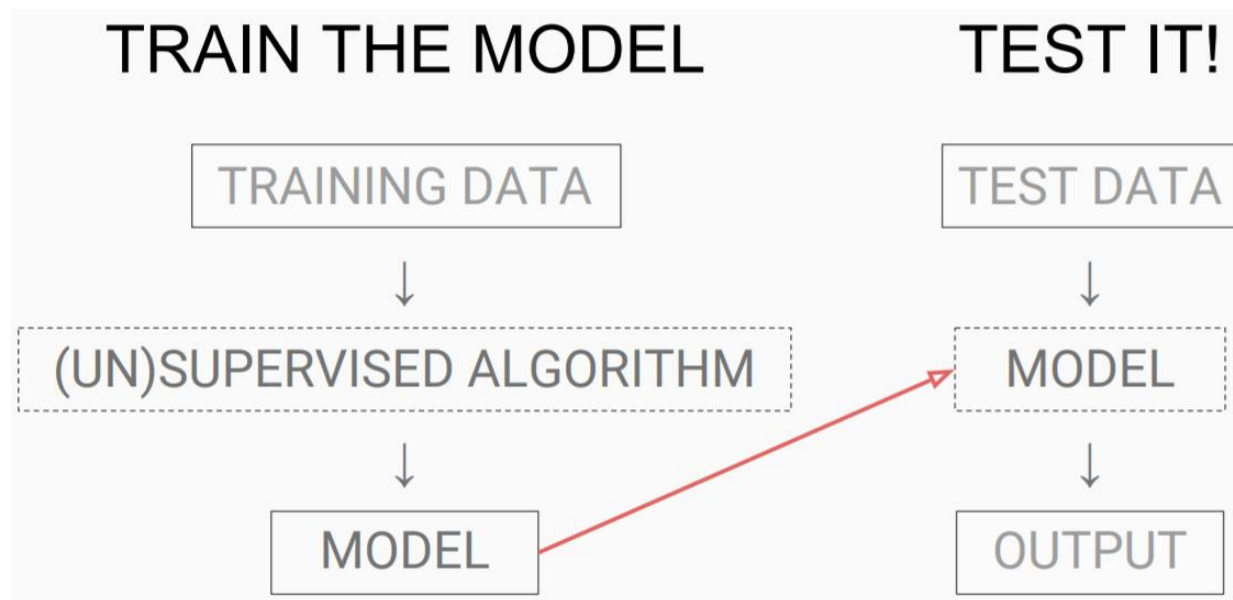 TRAIN THE MODEL
TRAINING DATA
↓
(UN)SUPERVISED ALGORITHM
↓
MODEL
TEST IT!
TEST DATA
↓
MODEL
↓
OUTPUT